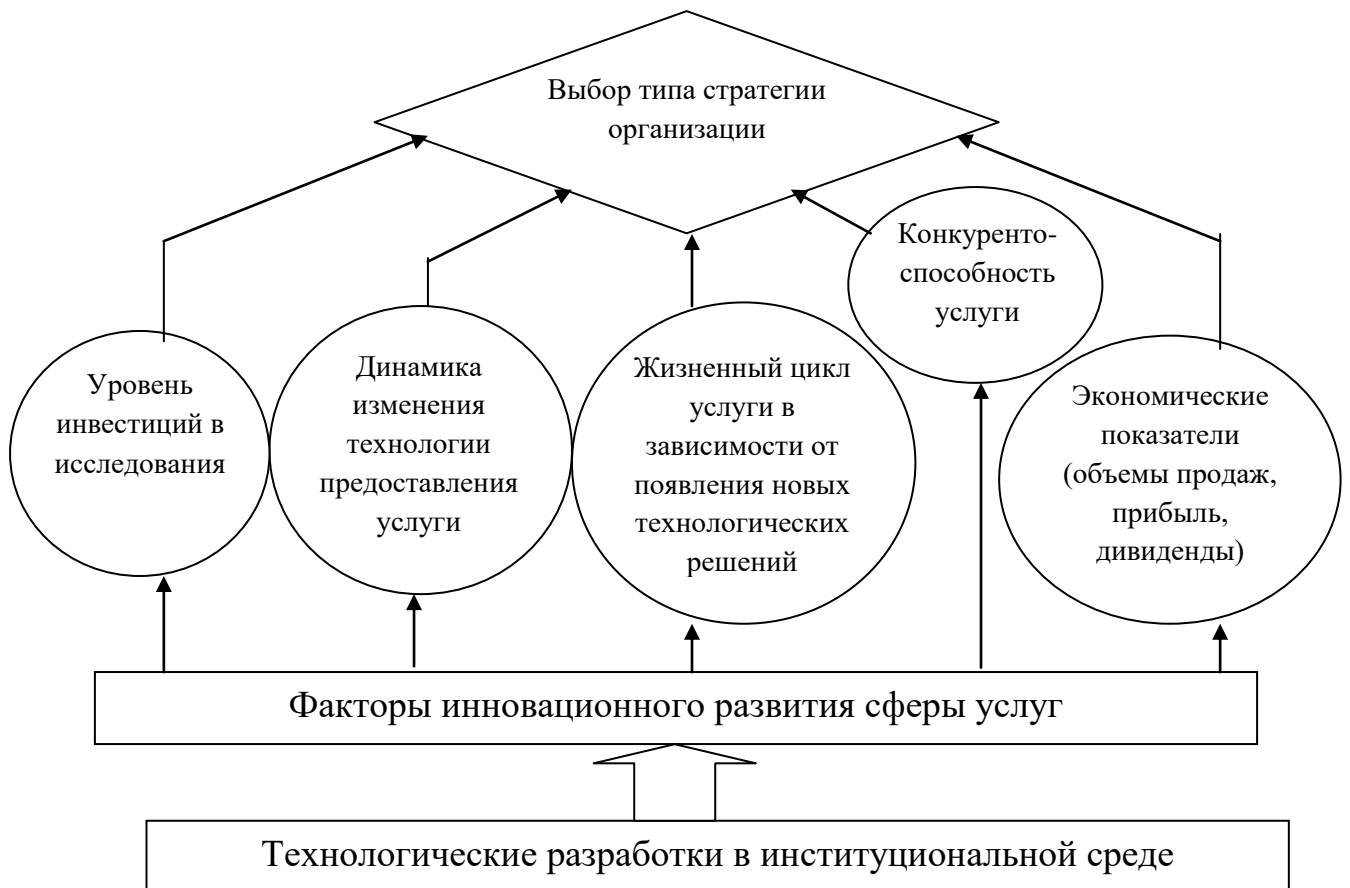 Выбор типа стратегии
организации
Конкуренто-
способность
услуги
Уровень
инвестиций в
исследования
Динамика
изменения
технологии
предоставления
услуги
Жизненный цикл
услуги в
зависимости от
появления новых
технологических
решений
Экономические
показатели
(объемы продаж,
прибыль,
дивиденды)
Факторы инновационного развития сферы услуг
Технологические разработки в институциональной среде